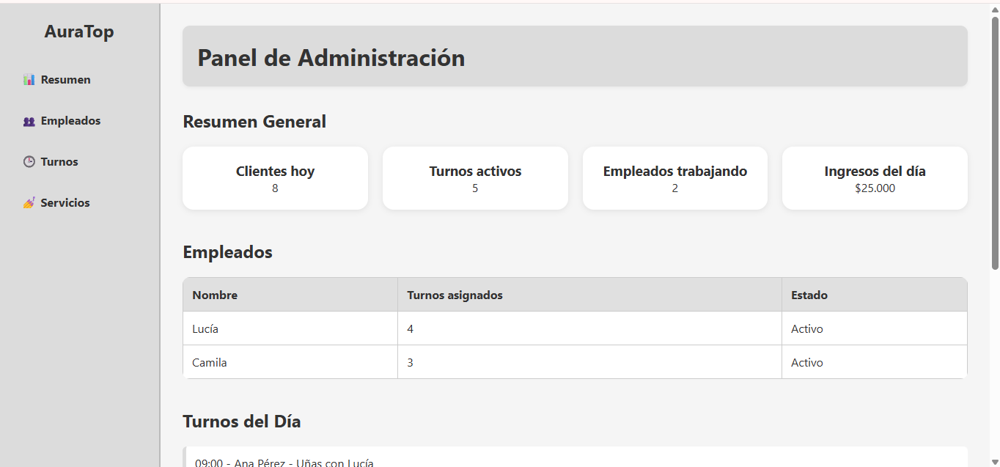 AuraTop
Resumen
Empleados
Turnos
Servicios
Panel de Administración
Resumen General
Clientes hoy
8
Turnos activos
5
Empleados trabajando
2
Ingresos del día
$25.000
Empleados
Nombre Turnos asignados Estado
Lucía 4 Activo
Camila 3 Activo
Turnos del Día
09:00 - Ana Pérez - Uñas con Lucía